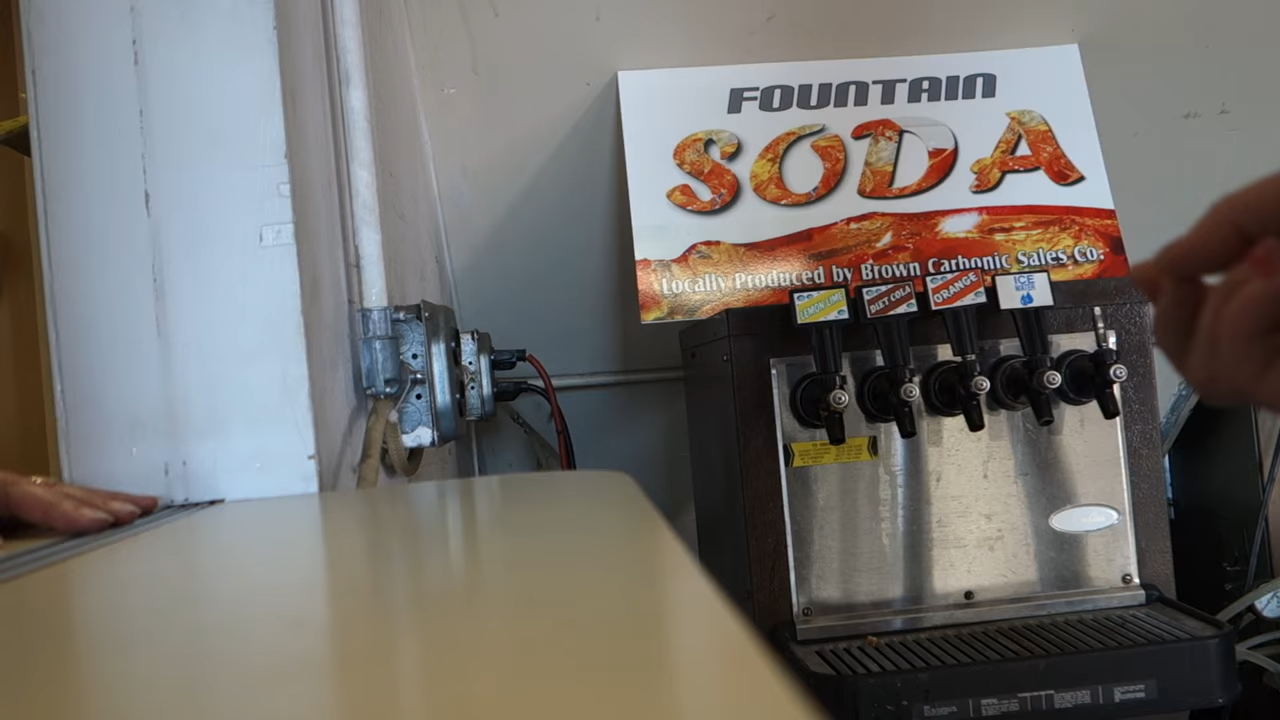 FOUNTAIN
SODA
Locally Produced by Brown Carbonic Sales Co.
LEMON-LIME
DIET COLA
ORANGE
ICE
WATER